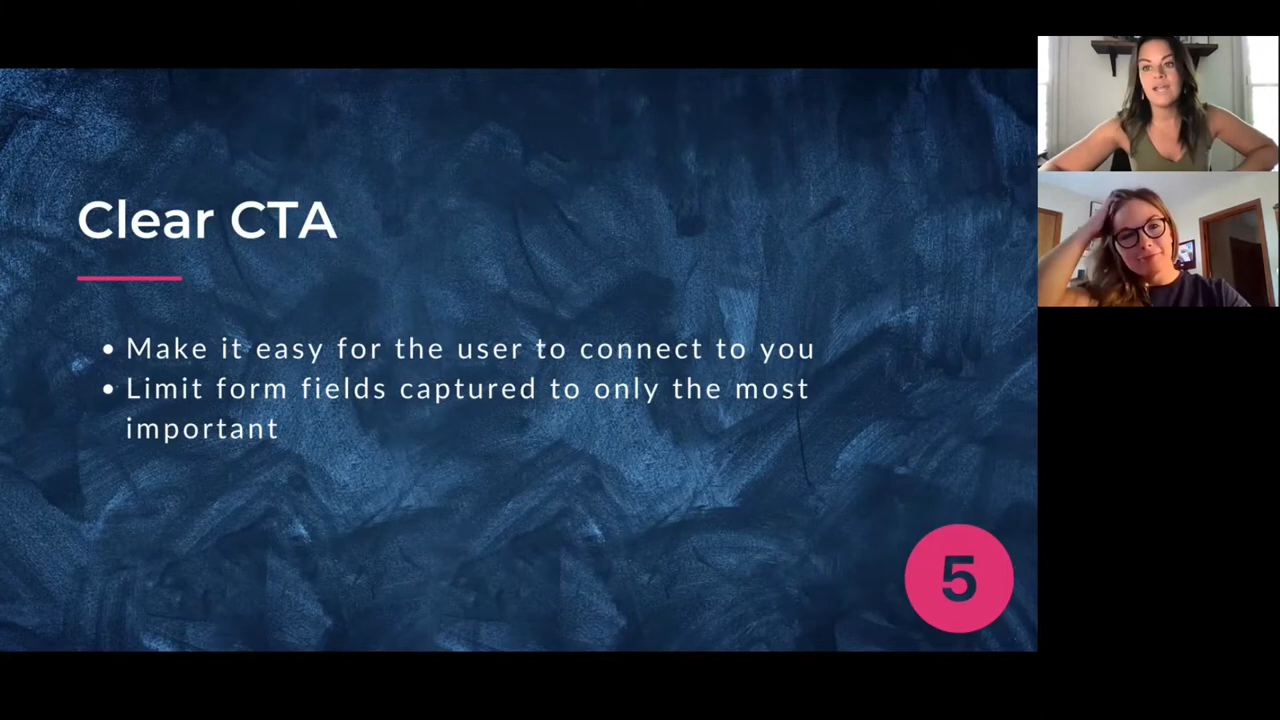 Clear CTA
• Make it easy for the user to connect to you
• Limit form fields captured to only the most
important
5